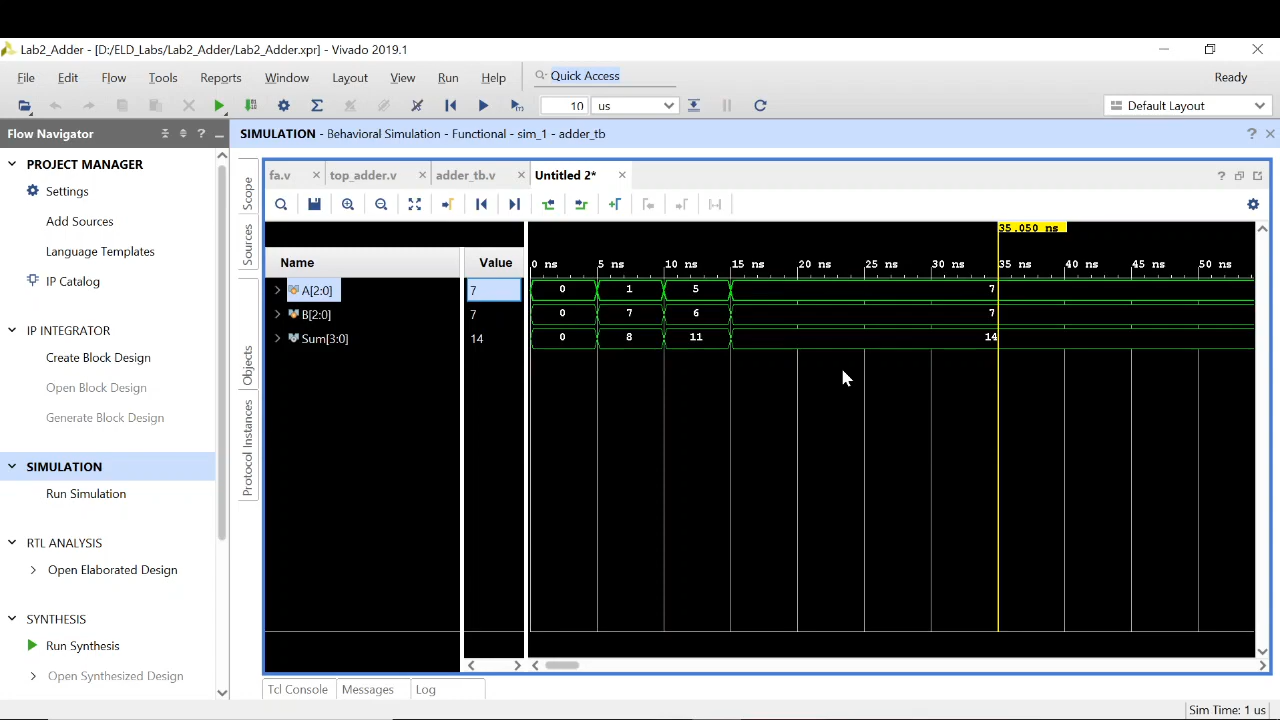 Lab2_Adder - [D:/ELD_Labs/Lab2_Adder/Lab2_Adder.xpr] - Vivado 2019.1
File Edit Flow Tools Reports Window Layout View Run Help Quick Access Ready
10 us Default Layout
Flow Navigator ? SIMULATION - Behavioral Simulation - Functional - sim_1 - adder_tb ?
PROJECT MANAGER
Settings
Add Sources
Language Templates
IP Catalog
IP INTEGRATOR
Create Block Design
Open Block Design
Generate Block Design
SIMULATION
Run Simulation
RTL ANALYSIS
Open Elaborated Design
SYNTHESIS
Run Synthesis
Open Synthesized Design
Scope
Sources
Objects
Protocol Instances
fa.v top_adder.v adder_tb.v Untitled 2* ?
35.050 ns
Name Value 0 ns 5 ns 10 ns 15 ns 20 ns 25 ns 30 ns 35 ns 40 ns 45 ns 50 ns
A[2:0] 7 0 1 5 7
B[2:0] 7 0 7 6 7
Sum[3:0] 14 0 8 11 14
Tcl Console Messages Log
Sim Time: 1 us